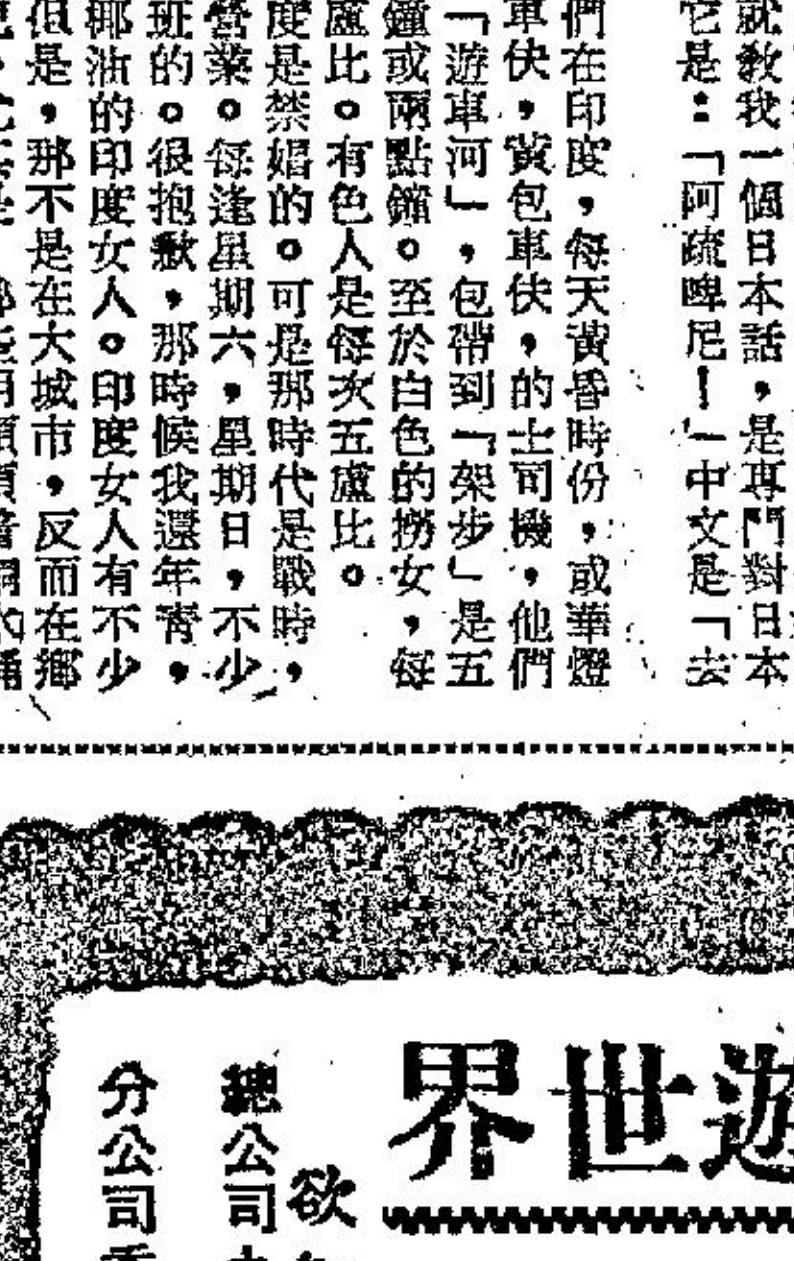 就教我一個日本話，是專門對日本
它是：「阿疏啤尼！」中文是「去
們在印度，每天黃昏時份，或華燈
車快，黃包車伕，的士司機，他們
「遊車河」，包帶到「架步」是五
鐘或兩點鐘。至於白色的撈女，每
盧比。有色人是每次五盧比。
度是禁娼的。可是那時代是戰時，
營業。每逢星期六，星期日，不少
班的。很抱歉，那時候我還年青，
椰油的印度女人。印度女人有不少
但是，那不是在大城市，反而在鄉
遊世界
欲
總公司
分公司